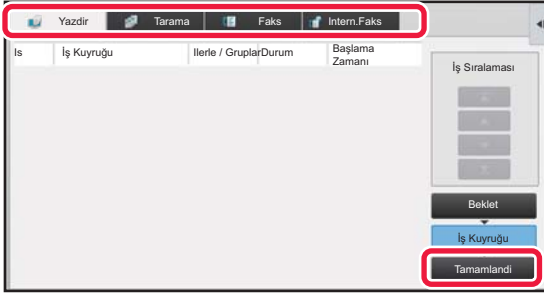 Yazdir Tarama Faks Intern.Faks
Is İş Kuyruğu Ilerle / Gruplar Durum Başlama
Zamanı
İş Sıralaması
Beklet
İş Kuyruğu
Tamamlandi